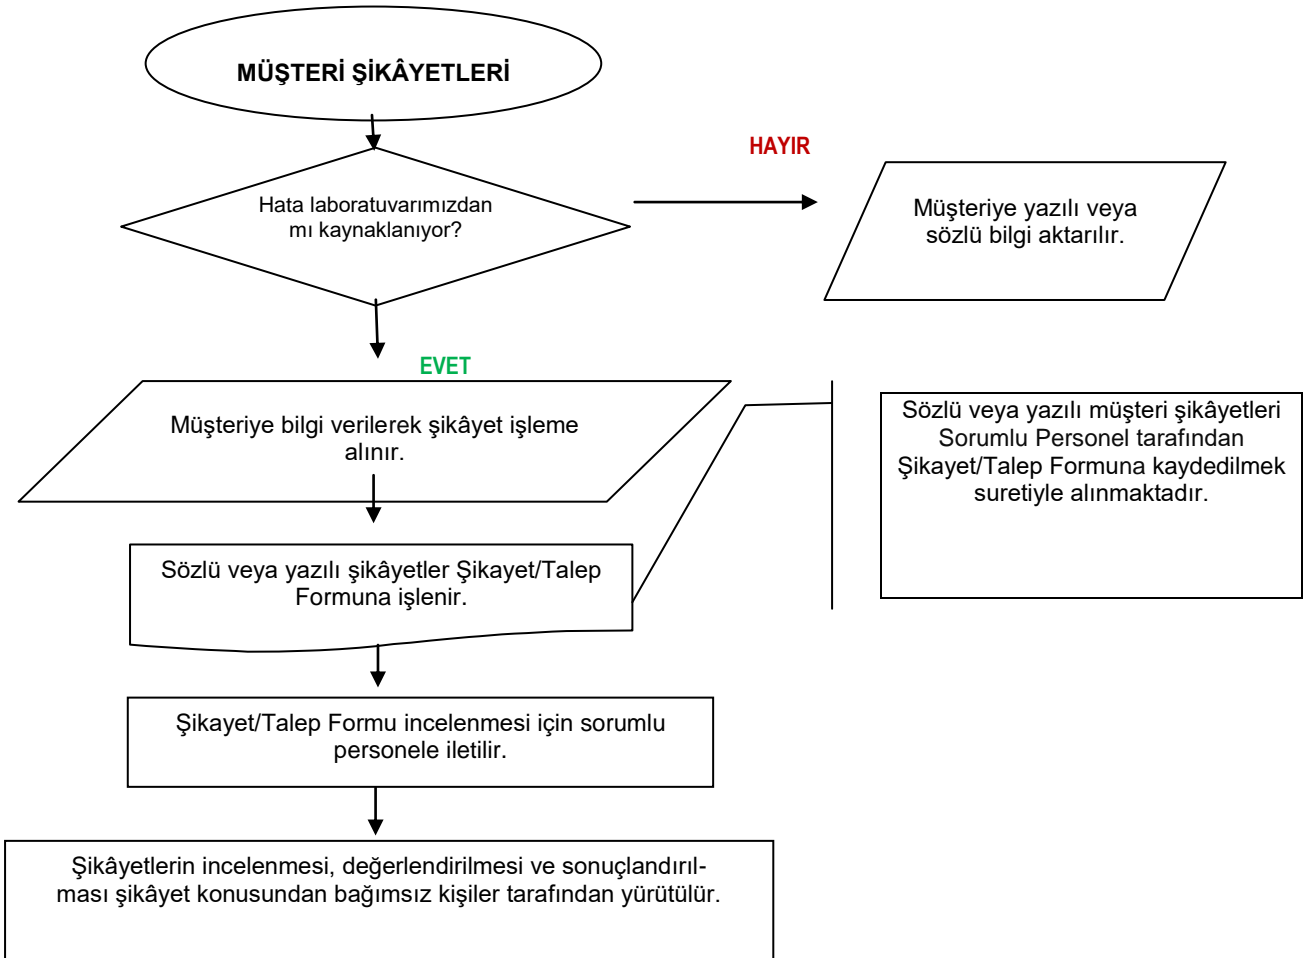 MÜŞTERİ ŞİKÂYETLERİ
Hata laboratuvarımızdan
mı kaynaklanıyor?
HAYIR
Müşteriye yazılı veya
sözlü bilgi aktarılır.
EVET
Müşteriye bilgi verilerek şikâyet işleme
alınır.
Sözlü veya yazılı müşteri şikâyetleri
Sorumlu Personel tarafından
Şikayet/Talep Formuna kaydedilmek
suretiyle alınmaktadır.
Sözlü veya yazılı şikâyetler Şikayet/Talep
Formuna işlenir.
Şikayet/Talep Formu incelenmesi için sorumlu
personele iletilir.
Şikâyetlerin incelenmesi, değerlendirilmesi ve sonuçlandırıl-
ması şikâyet konusundan bağımsız kişiler tarafından yürütülür.